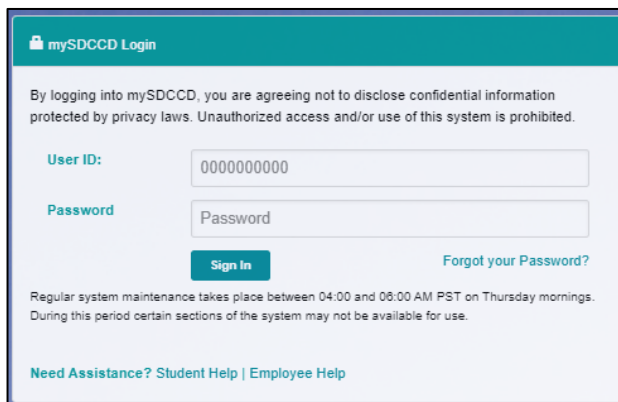 mySDCCD Login
By logging into mySDCCD, you are agreeing not to disclose confidential information
protected by privacy laws. Unauthorized access and/or use of this system is prohibited.
User ID:
0000000000
Password
Password
Sign In
Forgot your Password?
Regular system maintenance takes place between 04:00 and 06:00 AM PST on Thursday mornings.
During this period certain sections of the system may not be available for use.
Need Assistance? Student Help | Employee Help